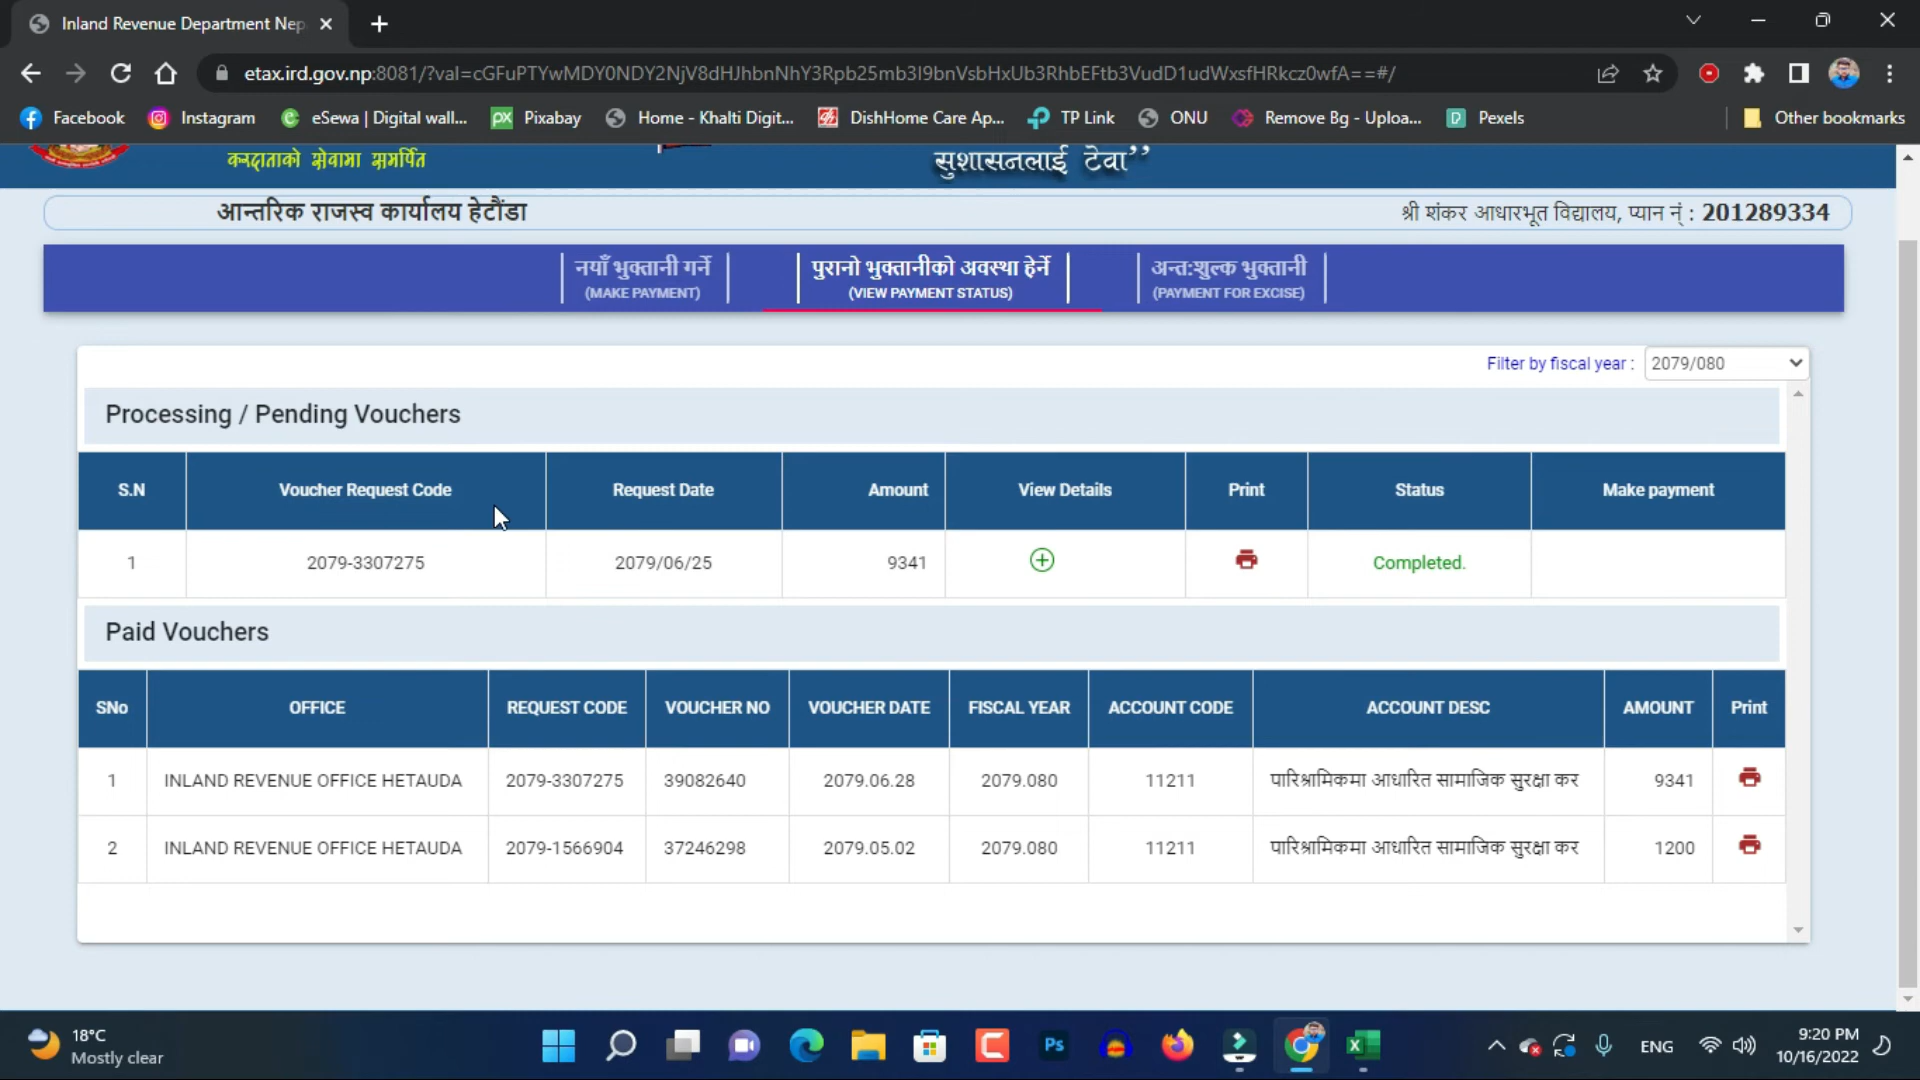 Inland Revenue Department Nep
etax.ird.gov.np:8081/?val=cGFuPTYwMDY0NDY2NjV8dHJhbnNhY3Rpb25mb3I9bnVsbHxUb3RhbEFtb3VudD1udWxsfHRkcz0wfA==#/
Facebook Instagram eSewa | Digital wall... Pixabay Home - Khalti Digit... DishHome Care Ap... TP Link ONU Remove Bg - Uploa... Pexels Other bookmarks
करदाताको सेवामा समर्पित
सुशासनलाई टेवा’’
आन्तरिक राजस्व कार्यालय हेटौंडा
श्री शंकर आधारभूत विद्यालय, प्यान नं : 201289334
नयाँ भुक्तानी गर्ने
(MAKE PAYMENT)
पुरानो भुक्तानीको अवस्था हेर्ने
(VIEW PAYMENT STATUS)
अन्त:शुल्क भुक्तानी
(PAYMENT FOR EXCISE)
Filter by fiscal year : 2079/080
Processing / Pending Vouchers
S.N Voucher Request Code Request Date Amount View Details Print Status Make payment
1 2079-3307275 2079/06/25 9341 Completed.
Paid Vouchers
SNo OFFICE REQUEST CODE VOUCHER NO VOUCHER DATE FISCAL YEAR ACCOUNT CODE ACCOUNT DESC AMOUNT Print
1 INLAND REVENUE OFFICE HETAUDA 2079-3307275 39082640 2079.06.28 2079.080 11211 पारिश्रमिकमा आधारित सामाजिक सुरक्षा कर 9341
2 INLAND REVENUE OFFICE HETAUDA 2079-1566904 37246298 2079.05.02 2079.080 11211 पारिश्रमिकमा आधारित सामाजिक सुरक्षा कर 1200
18°C
Mostly clear
Ps
ENG
9:20 PM
10/16/2022